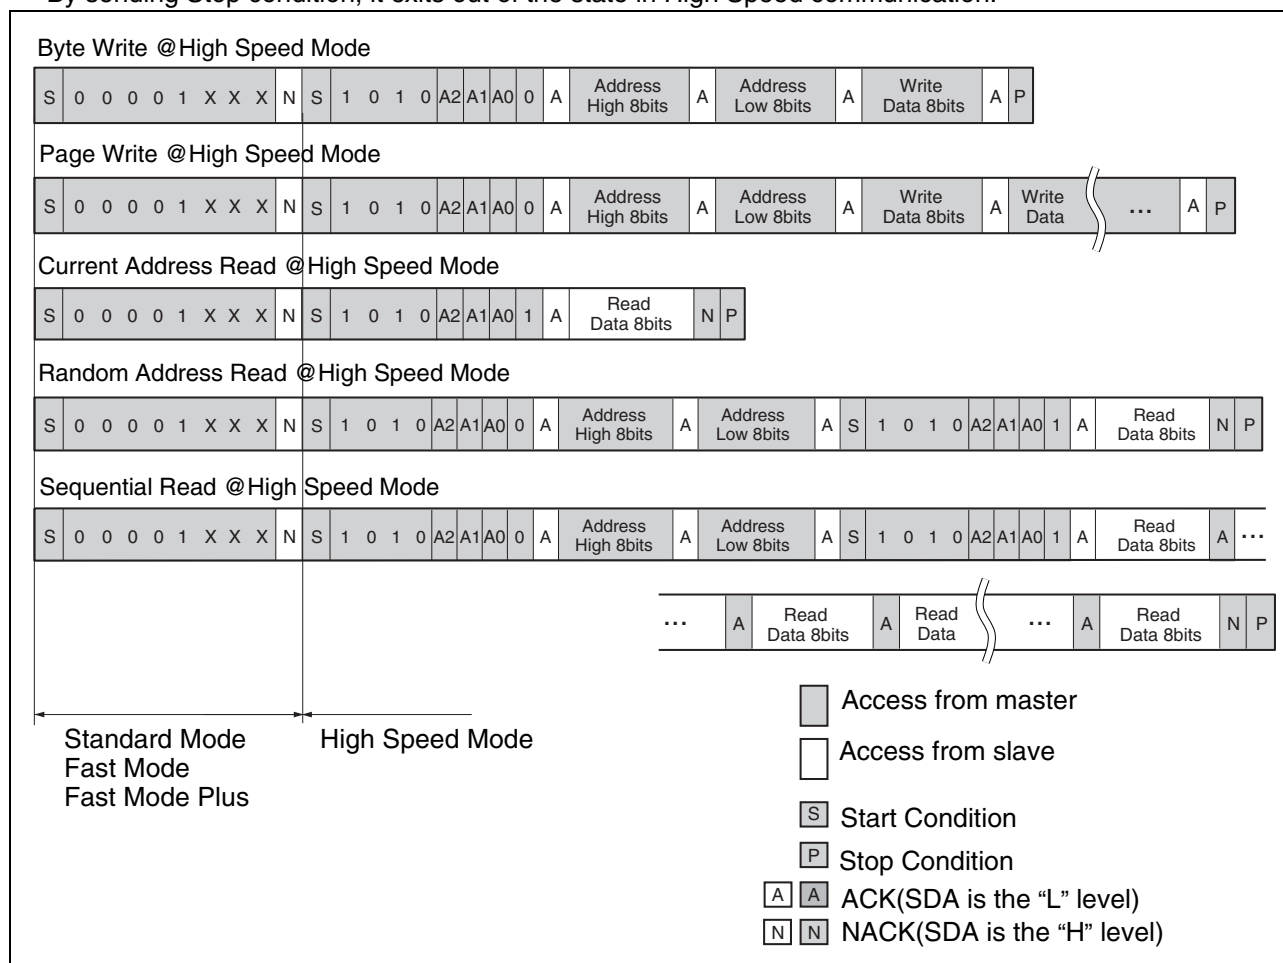 By sending Stop condition, it exits out of the state in High Speed communication.
Byte Write @High Speed Mode
S 0 0 0 0 1 X X X N S 1 0 1 0 A2 A1 A0 0 A Address High 8bits A Address Low 8bits A Write Data 8bits A P
Page Write @High Speed Mode
S 0 0 0 0 1 X X X N S 1 0 1 0 A2 A1 A0 0 A Address High 8bits A Address Low 8bits A Write Data 8bits A Write Data ... A P
Current Address Read @High Speed Mode
S 0 0 0 0 1 X X X N S 1 0 1 0 A2 A1 A0 1 A Read Data 8bits N P
Random Address Read @High Speed Mode
S 0 0 0 0 1 X X X N S 1 0 1 0 A2 A1 A0 0 A Address High 8bits A Address Low 8bits A S 1 0 1 0 A2 A1 A0 1 A Read Data 8bits N P
Sequential Read @High Speed Mode
S 0 0 0 0 1 X X X N S 1 0 1 0 A2 A1 A0 0 A Address High 8bits A Address Low 8bits A S 1 0 1 0 A2 A1 A0 1 A Read Data 8bits A ...
... A Read Data 8bits A Read Data ... A Read Data 8bits N P
Standard Mode
Fast Mode
Fast Mode Plus
High Speed Mode
Access from master
Access from slave
S Start Condition
P Stop Condition
A A ACK(SDA is the “L” level)
N N NACK(SDA is the “H” level)